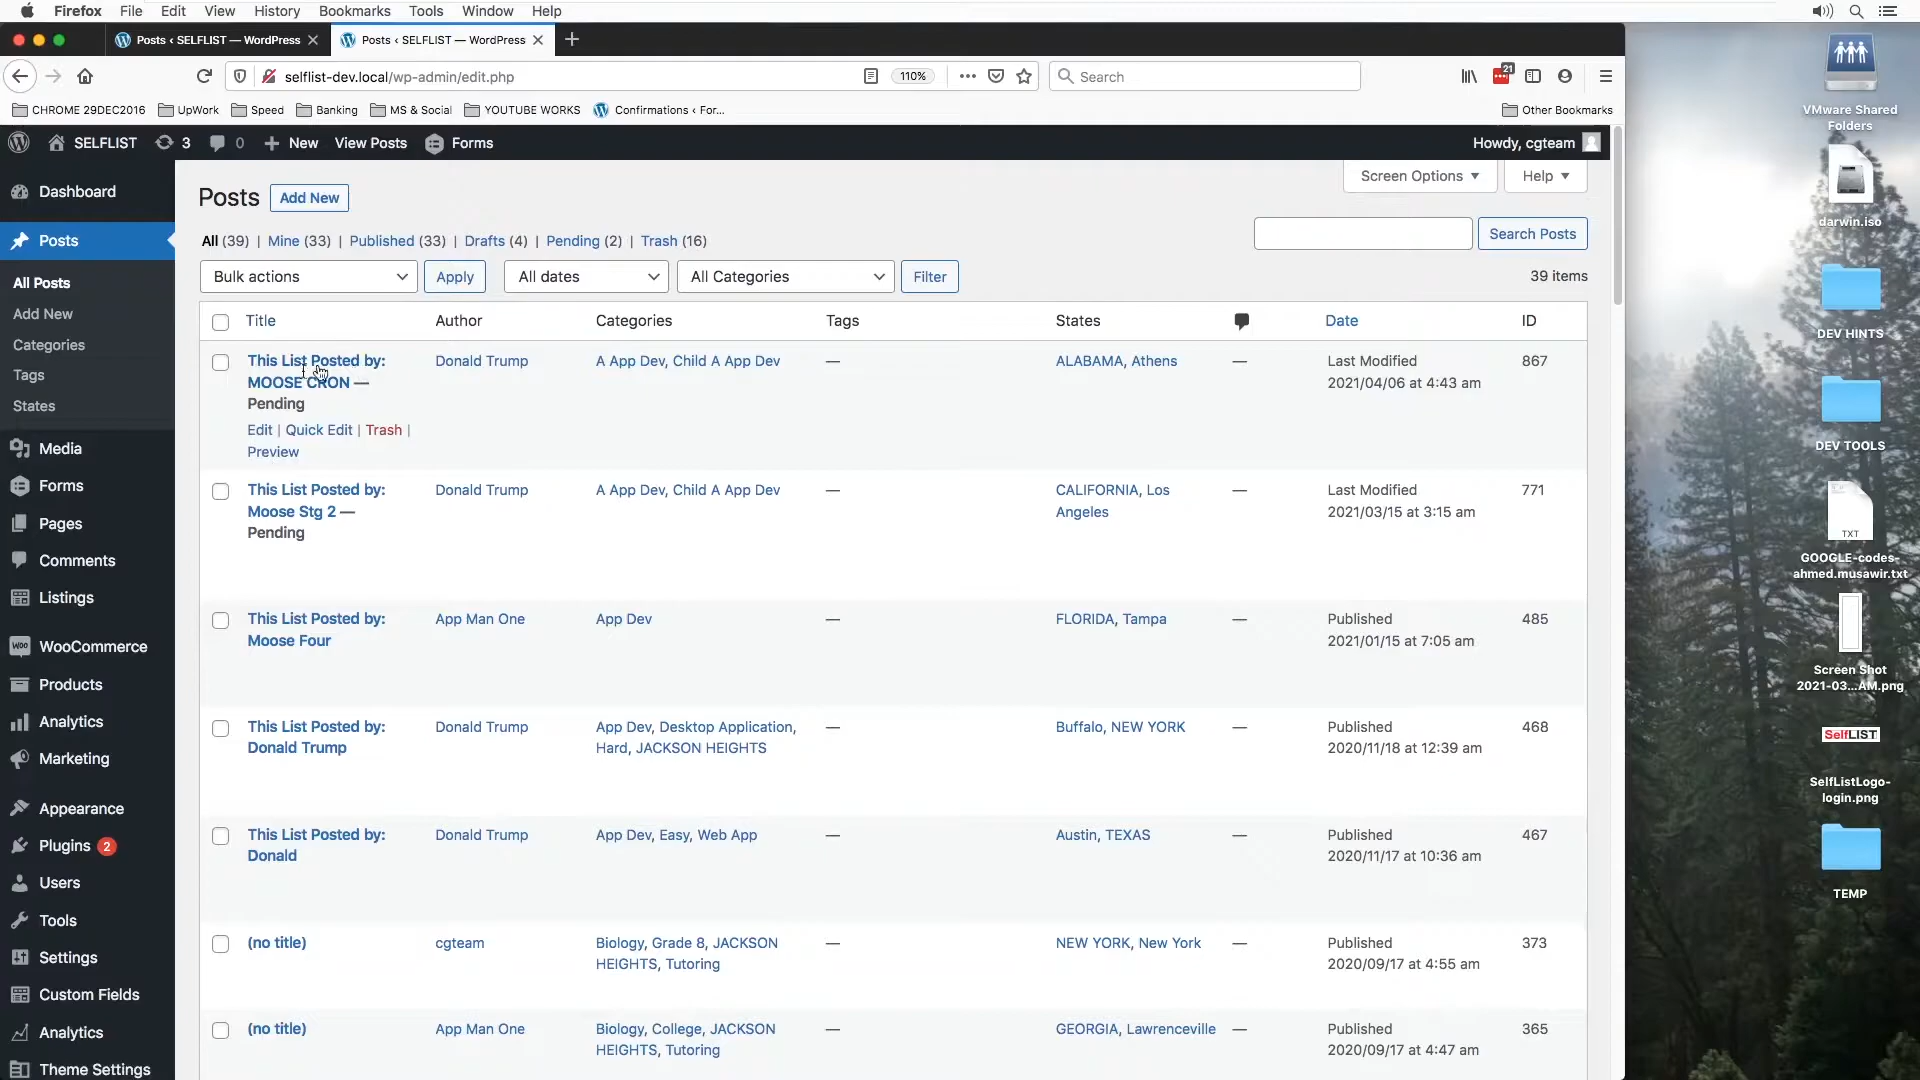 Firefox File Edit View History Bookmarks Tools Window Help
Posts ‹ SELFLIST — WordPress
Posts ‹ SELFLIST — WordPress
selflist-dev.local/wp-admin/edit.php
110%
Search
21
CHROME 29DEC2016 UpWork Speed Banking MS & Social YOUTUBE WORKS Confirmations ‹ For... Other Bookmarks
SELFLIST 3 0 New View Posts Forms Howdy, cgteam
Dashboard
Posts
All Posts
Add New
Categories
Tags
States
Media
Forms
Pages
Comments
Listings
WOO WooCommerce
Products
Analytics
Marketing
Appearance
Plugins 2
Users
Tools
Settings
Custom Fields
Analytics
Theme Settings
Screen Options Help
Posts Add New
All (39) | Mine (33) | Published (33) | Drafts (4) | Pending (2) | Trash (16)
Search Posts
Bulk actions Apply All dates All Categories Filter 39 items
Title Author Categories Tags States Date ID
This List Posted by: Donald Trump A App Dev, Child A App Dev — ALABAMA, Athens — Last Modified 867
MOOSE CRON — 2021/04/06 at 4:43 am
Pending
Edit | Quick Edit | Trash |
Preview
This List Posted by: Donald Trump A App Dev, Child A App Dev — CALIFORNIA, Los — Last Modified 771
Moose Stg 2 — Angeles 2021/03/15 at 3:15 am
Pending
This List Posted by: App Man One App Dev — FLORIDA, Tampa — Published 485
Moose Four 2021/01/15 at 7:05 am
This List Posted by: Donald Trump App Dev, Desktop Application, — Buffalo, NEW YORK — Published 468
Donald Trump Hard, JACKSON HEIGHTS 2020/11/18 at 12:39 am
This List Posted by: Donald Trump App Dev, Easy, Web App — Austin, TEXAS — Published 467
Donald 2020/11/17 at 10:36 am
(no title) cgteam Biology, Grade 8, JACKSON — NEW YORK, New York — Published 373
HEIGHTS, Tutoring 2020/09/17 at 4:55 am
(no title) App Man One Biology, College, JACKSON — GEORGIA, Lawrenceville — Published 365
HEIGHTS, Tutoring 2020/09/17 at 4:47 am
VMware Shared
Folders
darwin.iso
DEV HINTS
DEV TOOLS
TXT
GOOGLE-codes-
ahmed.musawir.txt
Screen Shot
2021-03...AM.png
SelfLIST
SelfListLogo-
login.png
TEMP